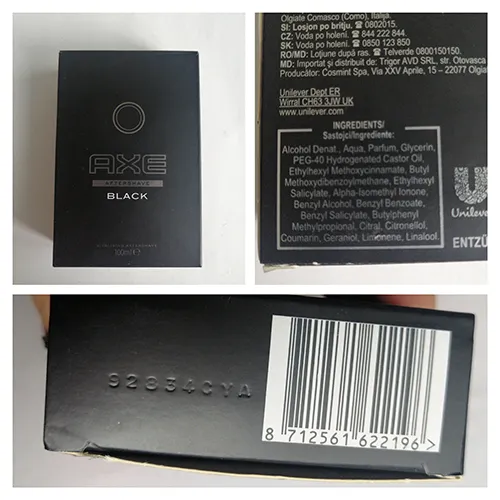 AXE
AFTERSHAVE
BLACK
100ml e
Olgiate Comasco (Como), Italija.
SI: Losjon po britju. ☎ 0802015.
CZ: Voda po holení. ☎ 844 222 844.
SK: Voda po holení. ☎ 0850 123 850
RO/MD: Loțiune după ras. ☎ Telverde 0800150150.
MD: Importat și distribuit de: Trigor AVD SRL, str. Otovasca
Producător: Cosmint Spa, Via XXV Aprile, 15 – 22077 Olgiat
Unilever Dept ER
Wirral CH63 3JW UK
www.unilever.com
INGREDIENTS/
Sastojci/Ingrediente:
Alcohol Denat., Aqua, Parfum, Glycerin,
PEG-40 Hydrogenated Castor Oil,
Ethylhexyl Methoxycinnamate, Butyl
Methoxydibenzoylmethane, Ethylhexyl
Salicylate, Alpha-Isomethyl Ionone,
Benzyl Alcohol, Benzyl Benzoate,
Benzyl Salicylate, Butylphenyl
Methylpropional, Citral, Citronellol,
Coumarin, Geraniol, Limonene, Linalool.
Unilever
ENTZÜ
92834CYA
8 712561 622196 >